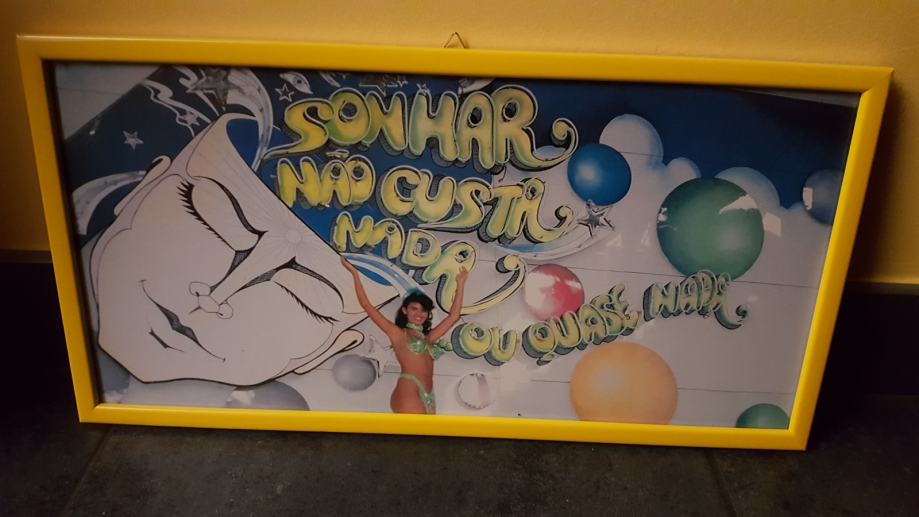 SONHAR
NÃO CUSTA
NADA
OU QUASE NADA